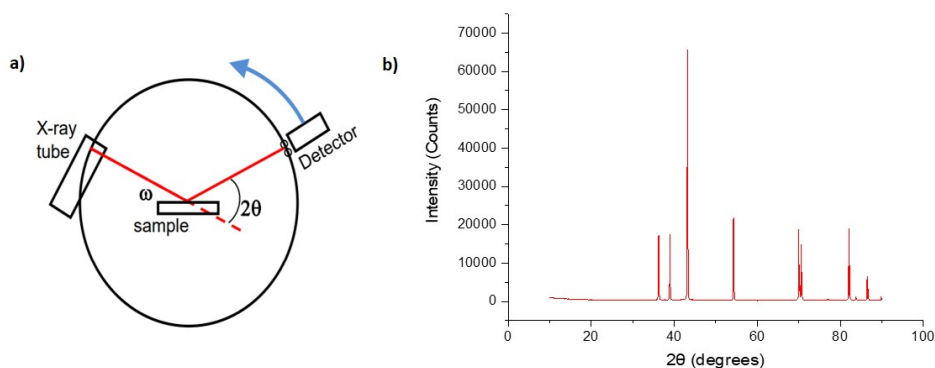 a)
X-ray
tube
ω
sample
2θ
Detector
b)
Intensity (Counts)
70000
60000
50000
40000
30000
20000
10000
0
0 20 40 60 80 100
2θ (degrees)